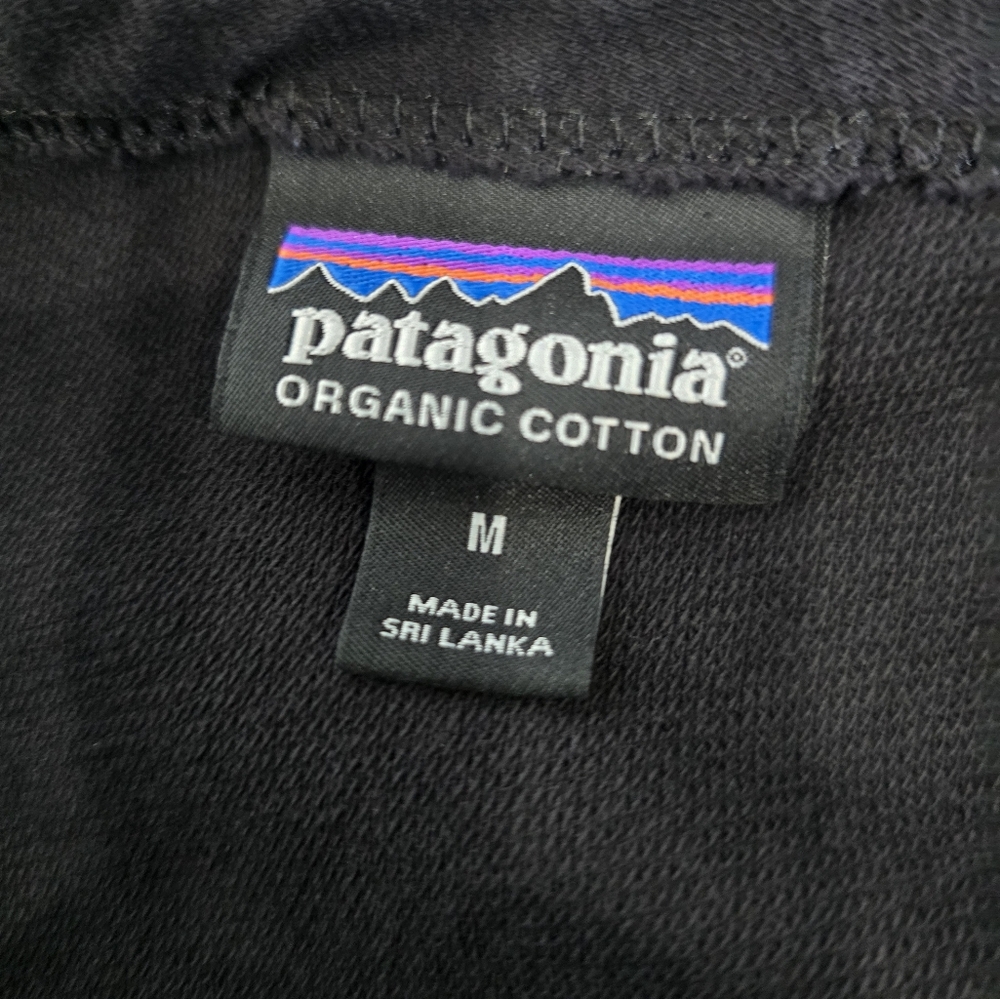 patagonia®
ORGANIC COTTON
M
MADE IN
SRI LANKA